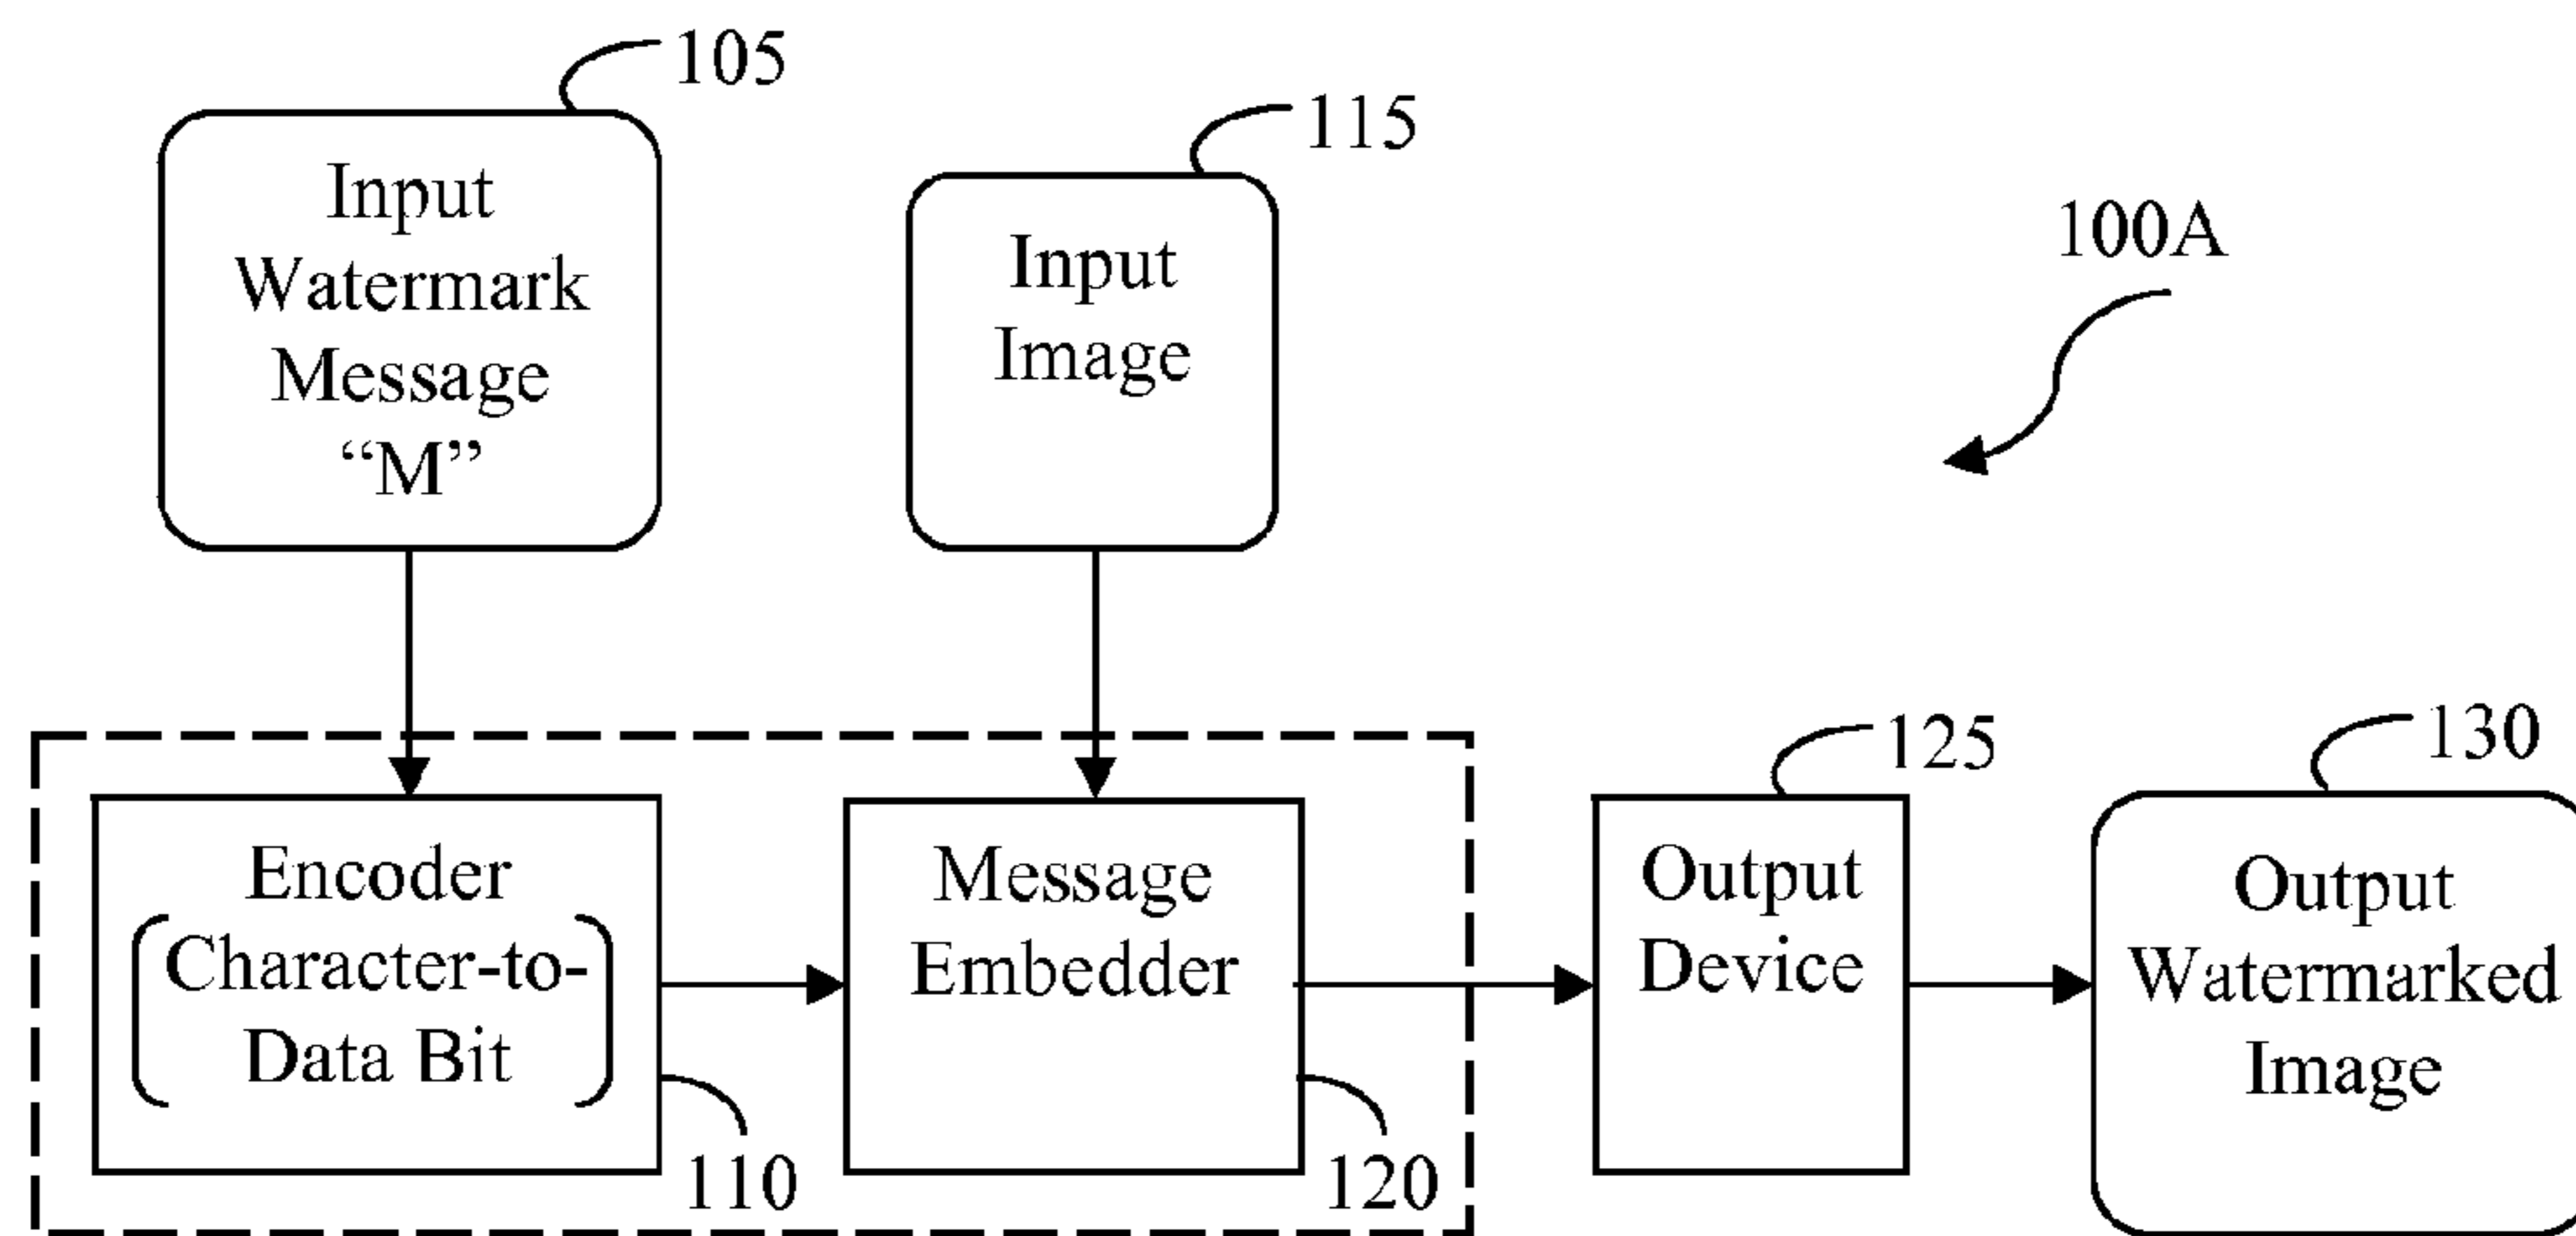 105
Input
Watermark
Message
“M”
115
Input
Image
100A
Encoder
Character-to-
Data Bit
110
Message
Embedder
120
125
Output
Device
130
Output
Watermarked
Image